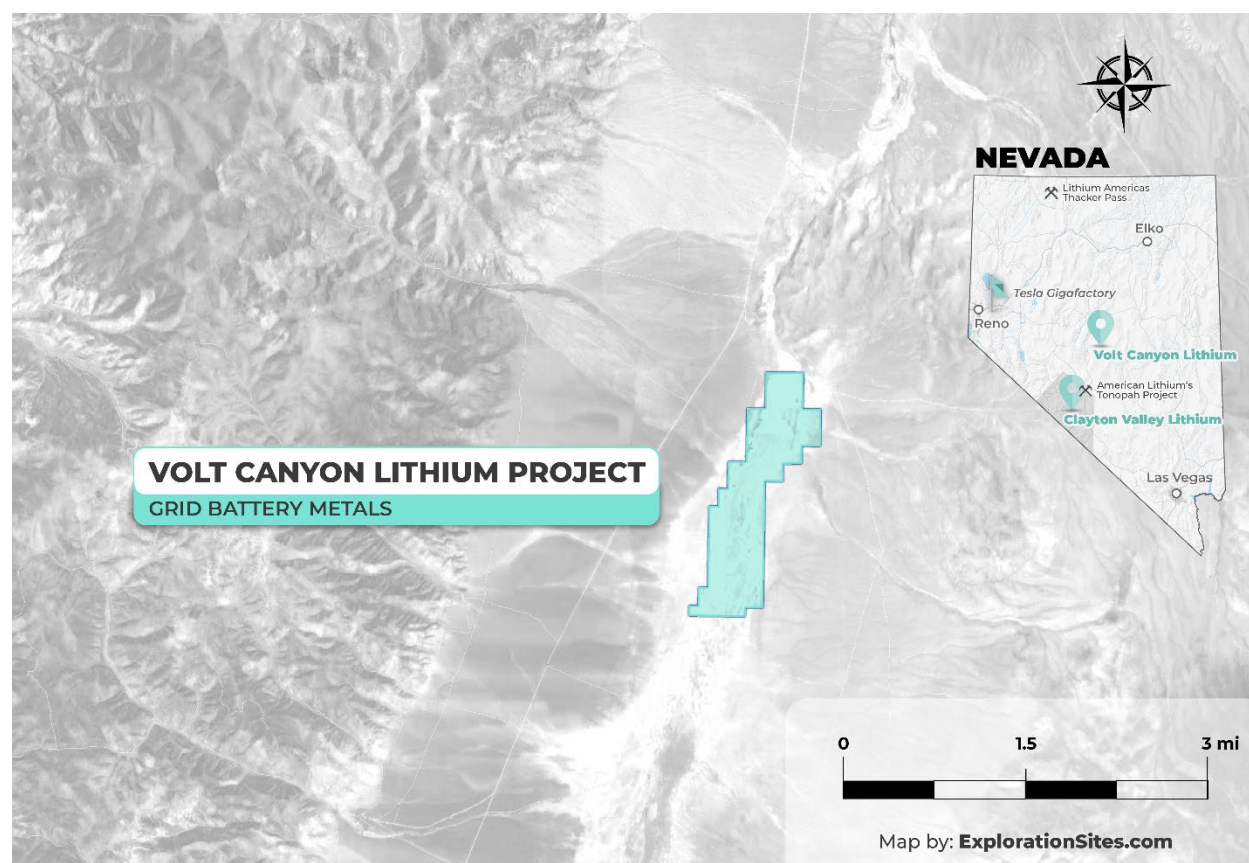 NEVADA
Lithium Americas
Thacker Pass
Elko
Tesla Gigafactory
Reno
Volt Canyon Lithium
American Lithium's
Tonopah Project
Clayton Valley Lithium
Las Vegas
VOLT CANYON LITHIUM PROJECT
GRID BATTERY METALS
0 1.5 3 mi
Map by: ExplorationSites.com